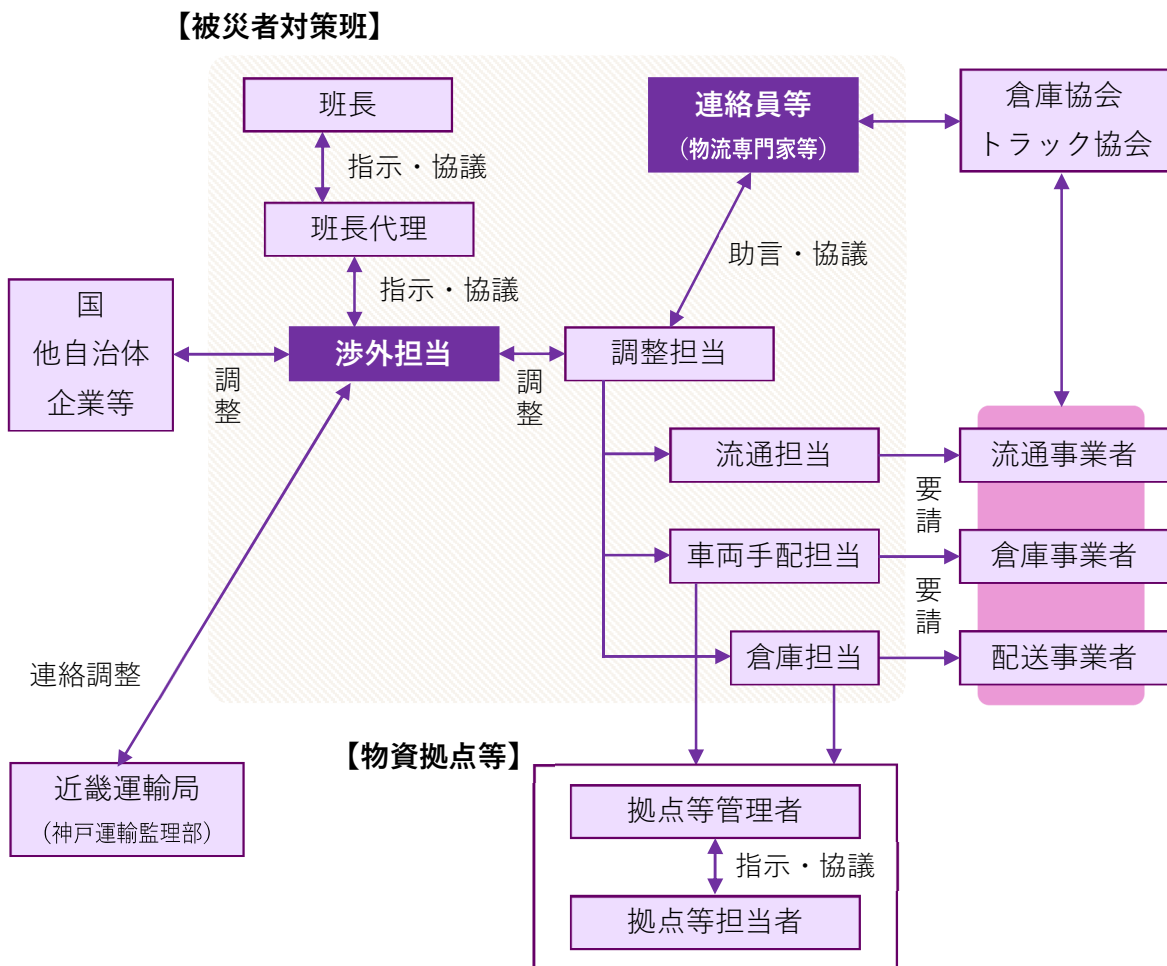 【被災者対策班】
班長
指示・協議
班長代理
指示・協議
連絡員等
（物流専門家等）
倉庫協会
トラック協会
助言・協議
国
他自治体
企業等
調整
渉外担当
調整
調整担当
流通担当
要請
流通事業者
車両手配担当
要請
倉庫事業者
倉庫担当
配送事業者
連絡調整
近畿運輸局
（神戸運輸監理部）
【物資拠点等】
拠点等管理者
指示・協議
拠点等担当者